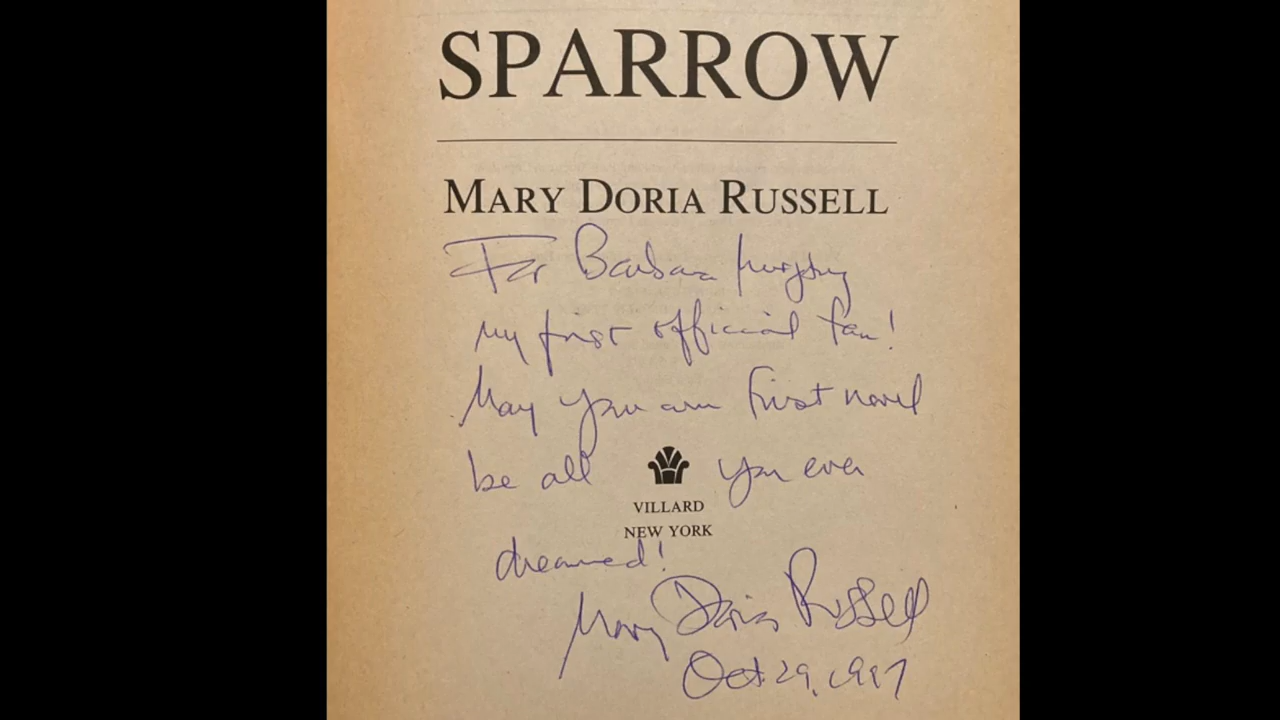 SPARROW
MARY DORIA RUSSELL
For Barbara Murphy
my first official fan!
May your own first novel
be all you ever
VILLARD
NEW YORK
dreamed!
Mary Doria Russell
Oct 29, 1997